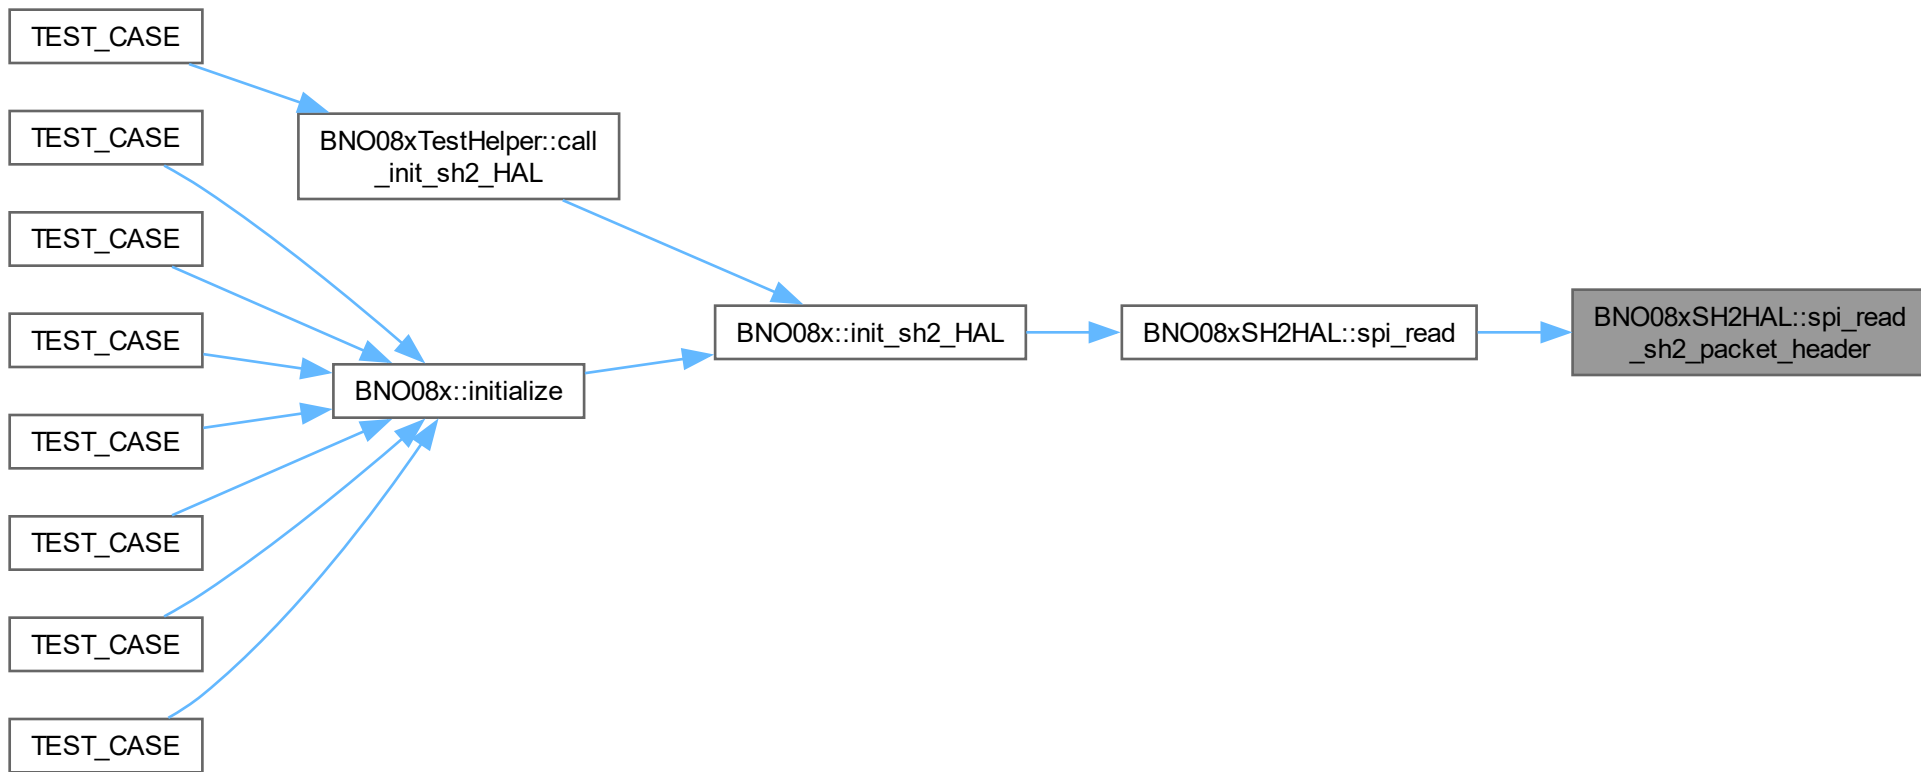 TEST_CASE
TEST_CASE
TEST_CASE
TEST_CASE
TEST_CASE
TEST_CASE
TEST_CASE
TEST_CASE
BNO08xTestHelper::call
_init_sh2_HAL
BNO08x::initialize
BNO08x::init_sh2_HAL
BNO08xSH2HAL::spi_read
BNO08xSH2HAL::spi_read
_sh2_packet_header